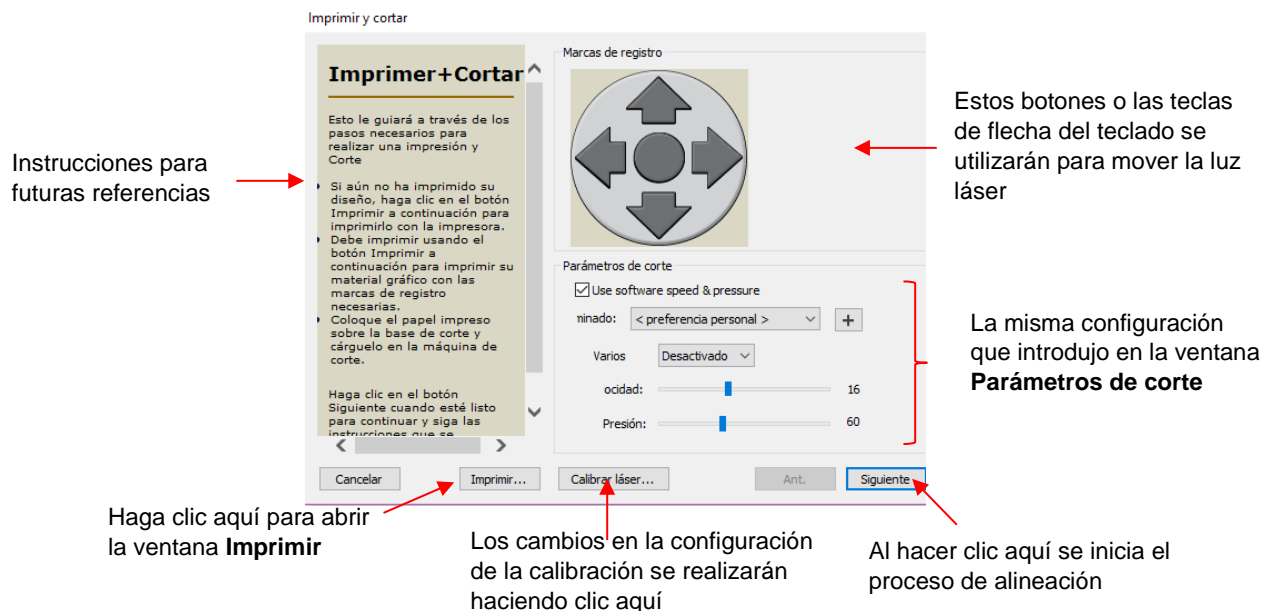 Imprimir y cortar
Imprimer+Cortar
Esto le guiará a través de los
pasos necesarios para
realizar una impresión y
Corte
Si aún no ha imprimido su
diseño, haga clic en el botón
Imprimir a continuación para
imprimirlo con la impresora.
Debe imprimir usando el
botón Imprimir a
continuación para imprimir su
material gráfico con las
marcas de registro
necesarias.
Coloque el papel impreso
sobre la base de corte y
cárguelo en la máquina de
corte.
Haga clic en el botón
Siguiente cuando esté listo
para continuar y siga las
instrucciones que se
Marcas de registro
Parámetros de corte
Use software speed & pressure
minado: < preferencia personal > +
Varios Desactivado
ocidad: 16
Presión: 60
Cancelar Imprimir... Calibrar láser... Ant. Siguiente
Instrucciones para
futuras referencias
Estos botones o las teclas
de flecha del teclado se
utilizarán para mover la luz
láser
La misma configuración
que introdujo en la ventana
Parámetros de corte
Haga clic aquí para abrir
la ventana Imprimir
Los cambios en la configuración
de la calibración se realizarán
haciendo clic aquí
Al hacer clic aquí se inicia el
proceso de alineación